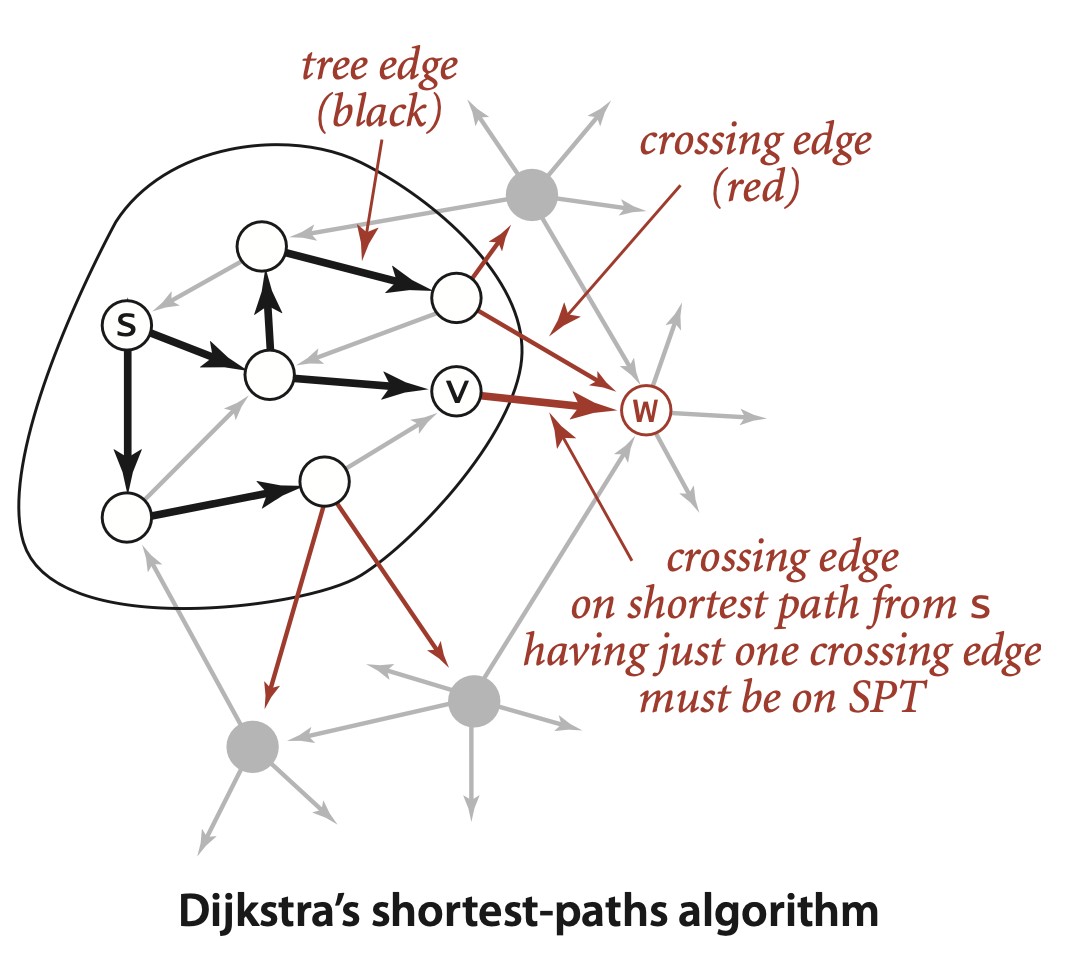 tree edge
(black)
crossing edge
(red)
s
v
w
crossing edge
on shortest path from s
having just one crossing edge
must be on SPT
Dijkstra’s shortest-paths algorithm